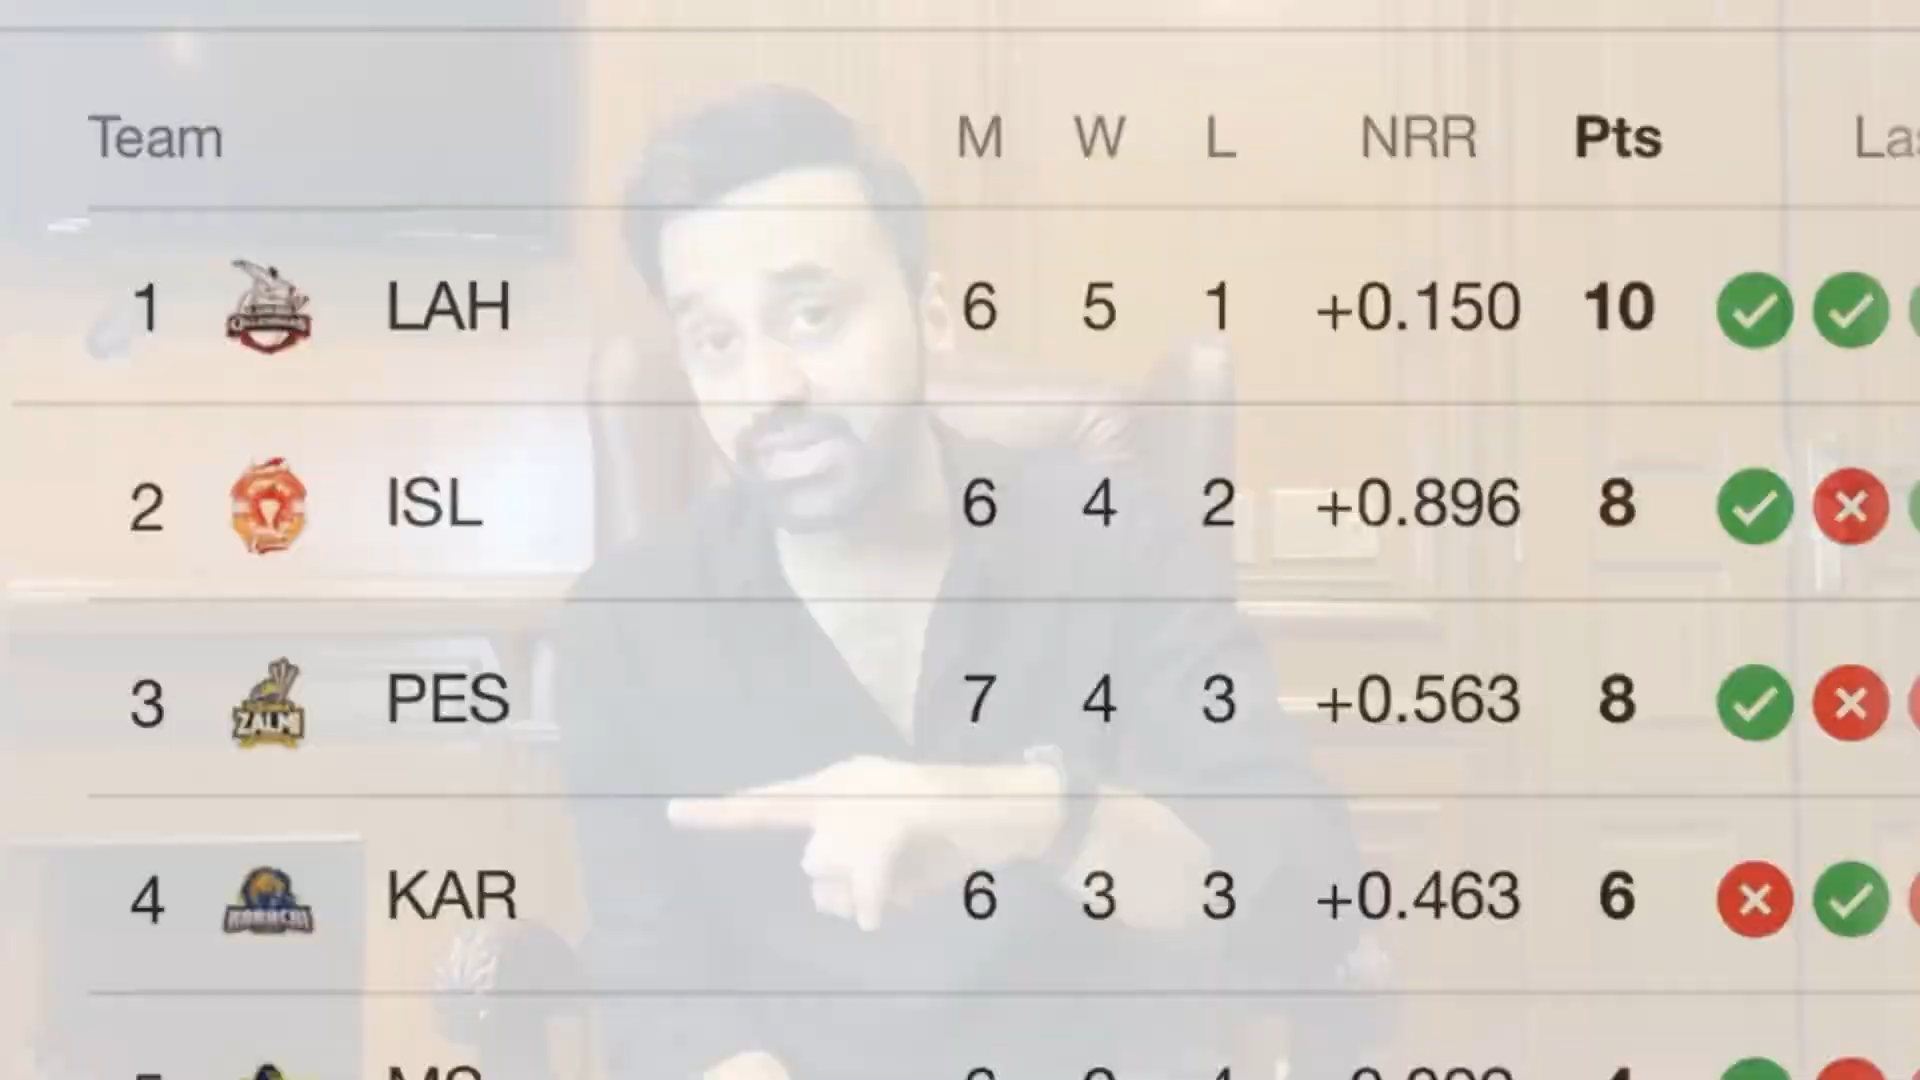 Team M W L NRR Pts
1 LAH 6 5 1 +0.150 10
2 ISL 6 4 2 +0.896 8
3 PES 7 4 3 +0.563 8
ZALMI
4 KAR 6 3 3 +0.463 6